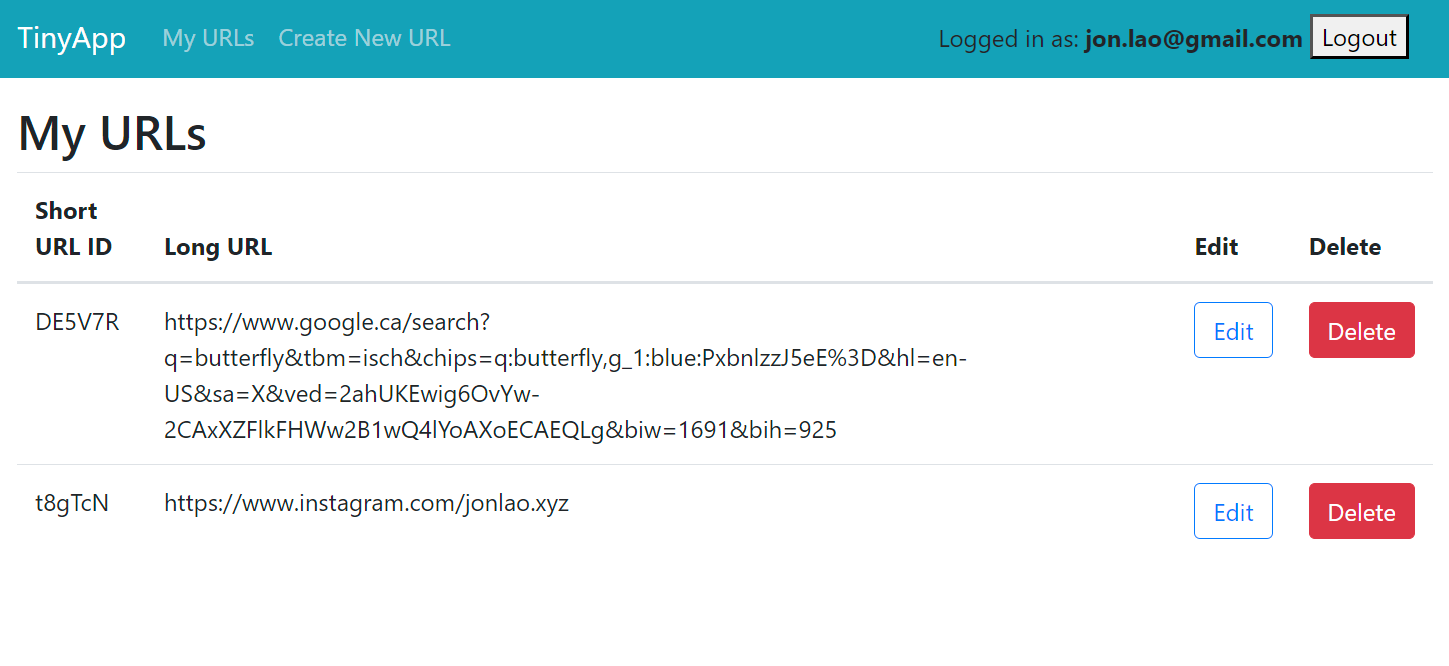 TinyApp My URLs Create New URL Logged in as: jon.lao@gmail.com Logout
My URLs
Short
URL ID Long URL Edit Delete
DE5V7R https://www.google.ca/search? Edit Delete
q=butterfly&tbm=isch&chips=q:butterfly,g_1:blue:PxbnlzzJ5eE%3D&hl=en-
US&sa=X&ved=2ahUKEwig6OvYw-
2CAxXZFlkFHWw2B1wQ4lYoAXoECAEQLg&biw=1691&bih=925
t8gTcN https://www.instagram.com/jonlao.xyz Edit Delete